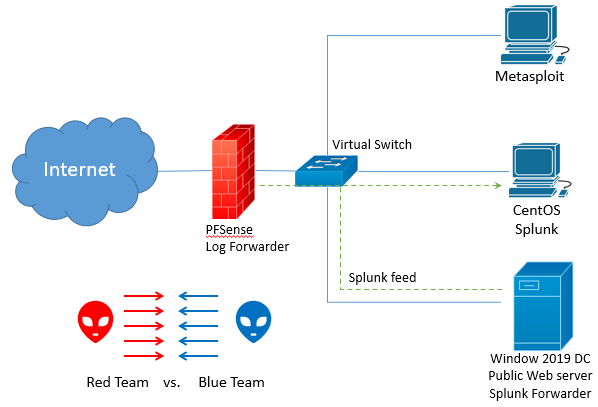 Metasploit
Virtual Switch
Internet
CentOS
Splunk
PFSense
Log Forwarder
Splunk feed
Window 2019 DC
Public Web server
Splunk Forwarder
Red Team vs. Blue Team